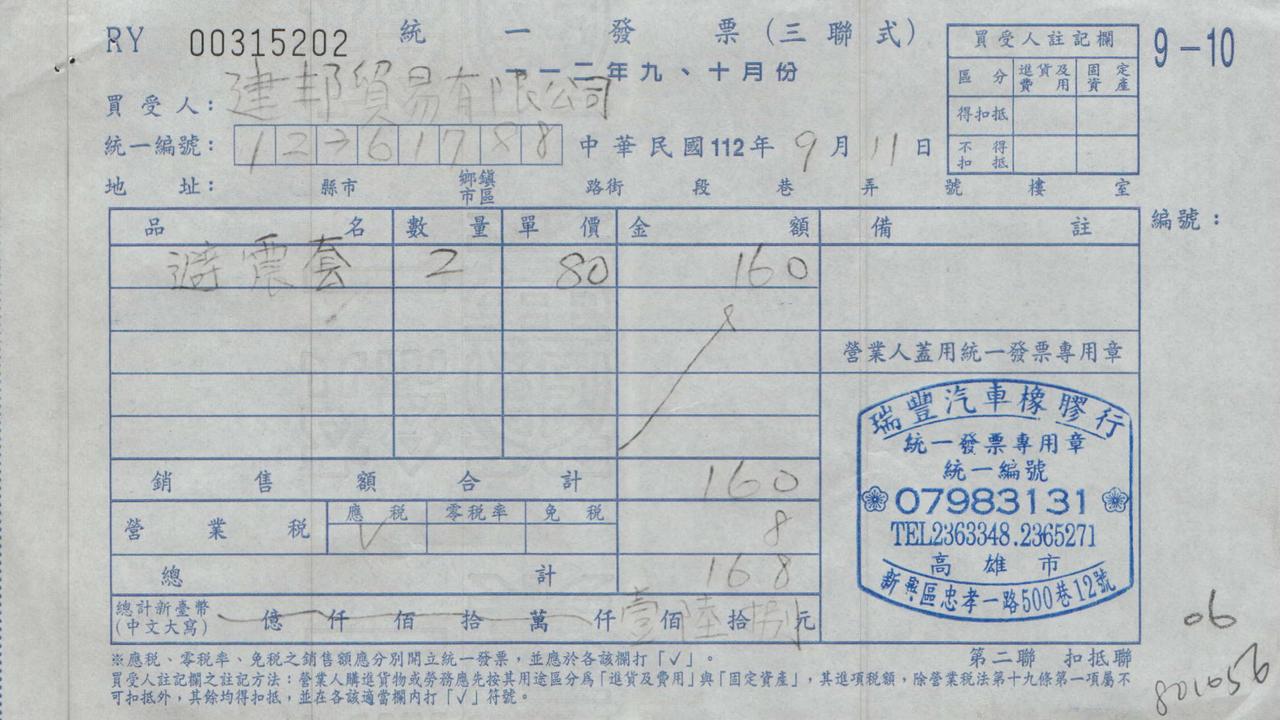 RY 00315202 統一發票(三聯式) 9-10
一一二年九、十月份
買受人: 建邦貿易有限公司
統一編號: 12761788 中華民國112年9月11日
地址: 縣市 鄉鎮市區 路街 段 巷 弄 號 樓 室
買受人註記欄
區分 進貨及費用 固定資產
得扣抵
不得扣抵
品名 數量 單價 金額 備註 編號:
避震套 2 80 160
營業人蓋用統一發票專用章
瑞豐汽車橡膠行
統一發票專用章
統一編號
07983131
TEL2363348.2365271
高雄市
新興區忠孝一路500巷12號
銷售額合計 160
營業稅 應稅 V 零稅率 免稅 8
總計 168
總計新臺幣(中文大寫) 億 仟 佰 拾 萬 仟 壹佰 陸拾 捌元
※應稅、零稅率、免稅之銷售額應分別開立統一發票,並應於各該欄打「✓」。 第二聯 扣抵聯
買受人註記欄之註記方法:營業人購進貨物或勞務應先按其用途區分為「進貨及費用」與「固定資產」,其進項稅額,除營業稅法第十九條第一項屬不
可扣抵外,其餘均得扣抵,並在各該適當欄內打「✓」符號。
06
801056